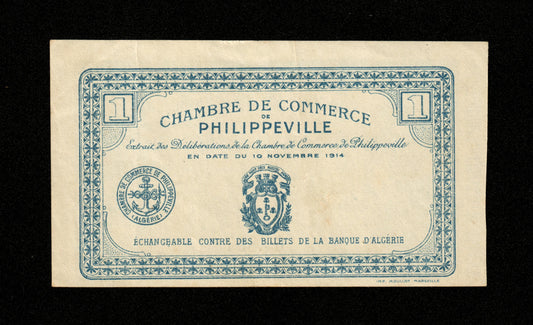 1 1
CHAMBRE DE COMMERCE
DE
PHILIPPEVILLE
Extrait des Délibérations de la Chambre de Commerce de Philippeville
EN DATE DU 10 NOVEMBRE 1914
CHAMBRE DE COMMERCE DE PHILIPPEVILLE
(ALGÉRIE)
ÉCHANGEABLE CONTRE DES BILLETS DE LA BANQUE D'ALGÉRIE
IMP. MOULLOT MARSEILLE